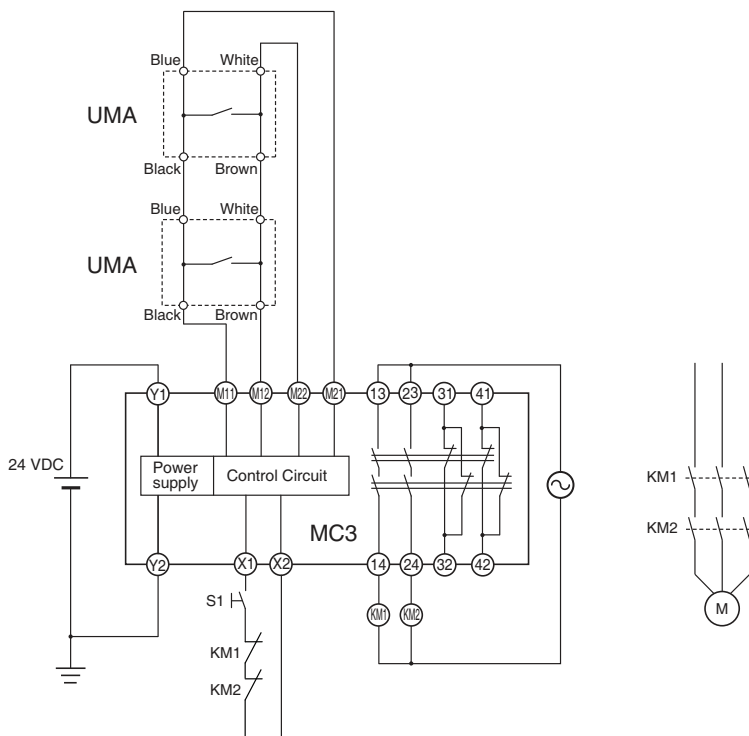 Blue White
UMA
Black Brown
Blue White
UMA
Black Brown
Y1 M11 M12 M22 M21 13 23 31 41
24 VDC
Power
supply
Control Circuit
MC3
Y2 X1 X2 14 24 32 42
S1
KM1 KM2
KM1
KM2
KM1
KM2
M